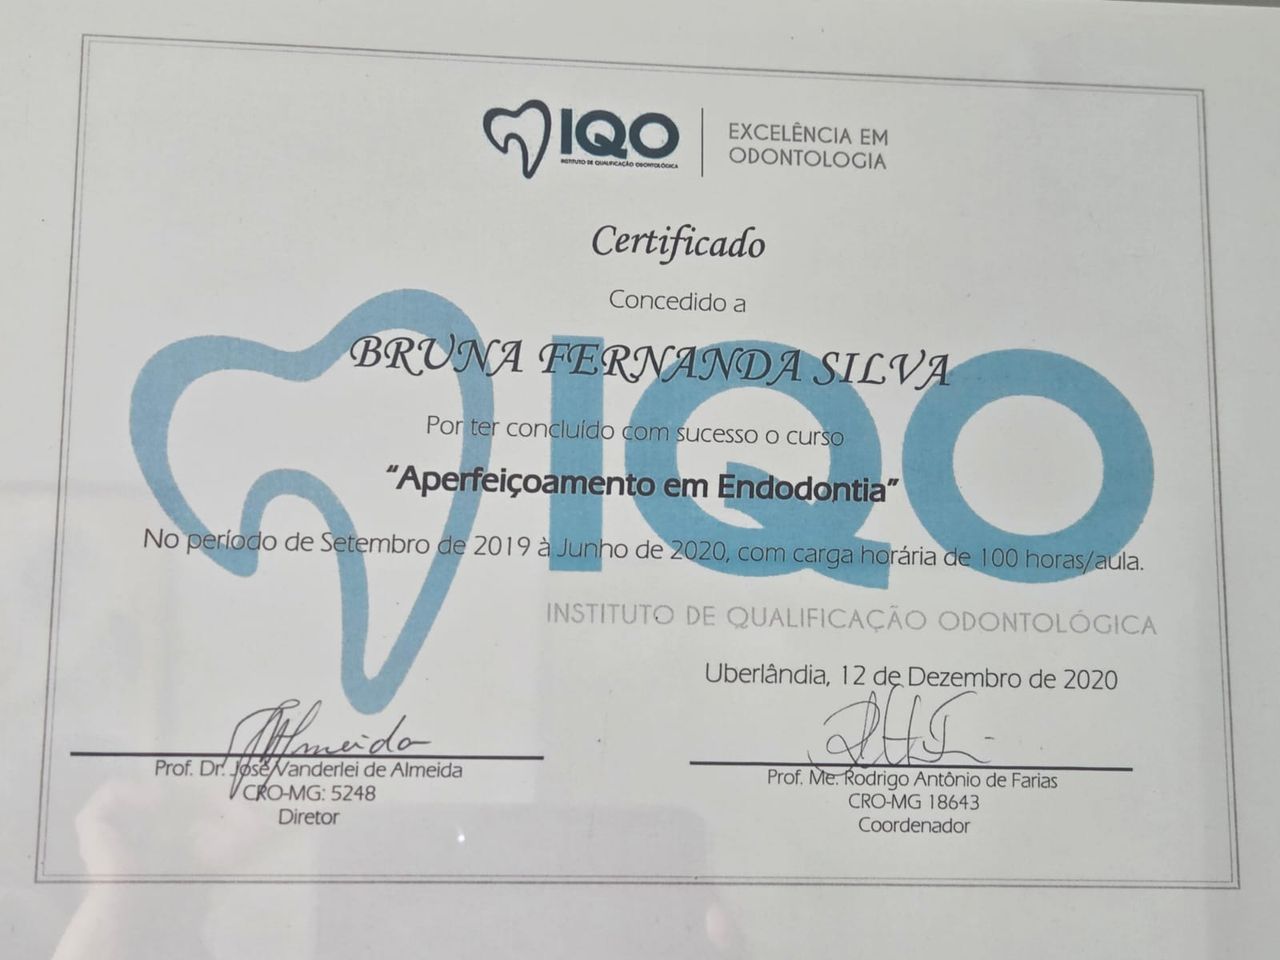 IQO
INSTITUTO DE QUALIFICAÇÃO ODONTOLÓGICA
EXCELÊNCIA EM
ODONTOLOGIA
Certificado
Concedido a
BRUNA FERNANDA SILVA
Por ter concluído com sucesso o curso
“Aperfeiçoamento em Endodontia”
No período de Setembro de 2019 à Junho de 2020, com carga horária de 100 horas/aula.
IQO
INSTITUTO DE QUALIFICAÇÃO ODONTOLÓGICA
Uberlândia, 12 de Dezembro de 2020
Almeida
Prof. Dr. José Vanderlei de Almeida
CRO-MG: 5248
Diretor
Prof. Me. Rodrigo Antônio de Farias
CRO-MG 18643
Coordenador